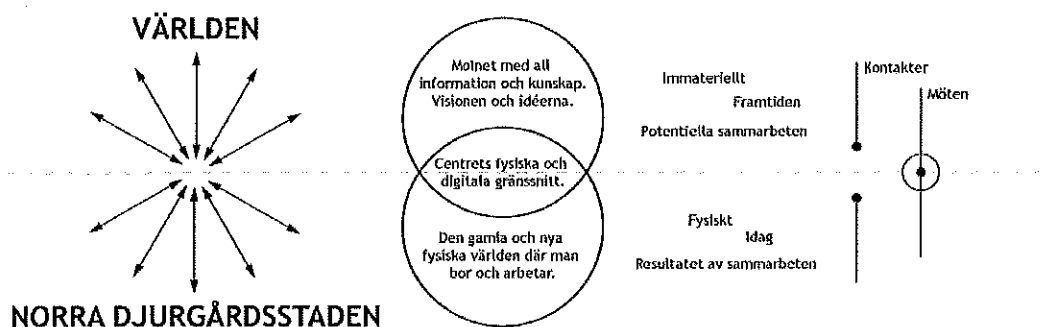 VÄRLDEN
NORRA DJURGÅRDSSTADEN
Molnet med all
information och kunskap.
Visionen och idéerna.
Centrets fysiska och
digitala gränssnitt.
Den gamla och nya
fysiska världen där man
bor och arbetar.
Immateriellt
Framtiden
Potentiella sammarbeten
Fysiskt
Idag
Resultatet av sammarbeten
Kontakter
Möten